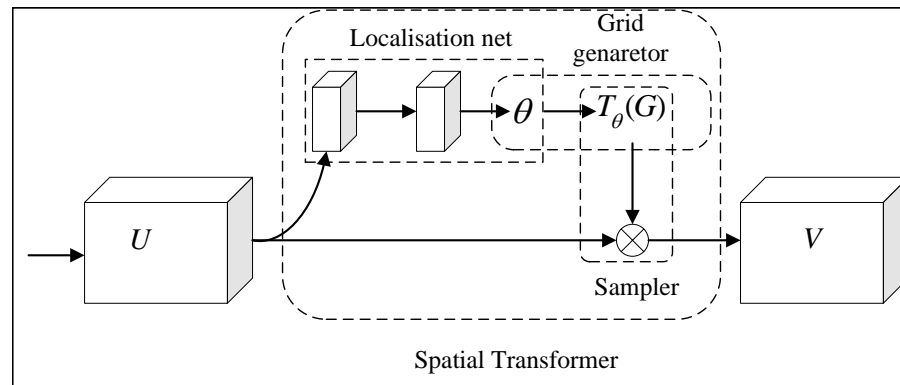 Localisation net
Grid
genaretor
θ
T_θ(G)
U
V
Sampler
Spatial Transformer